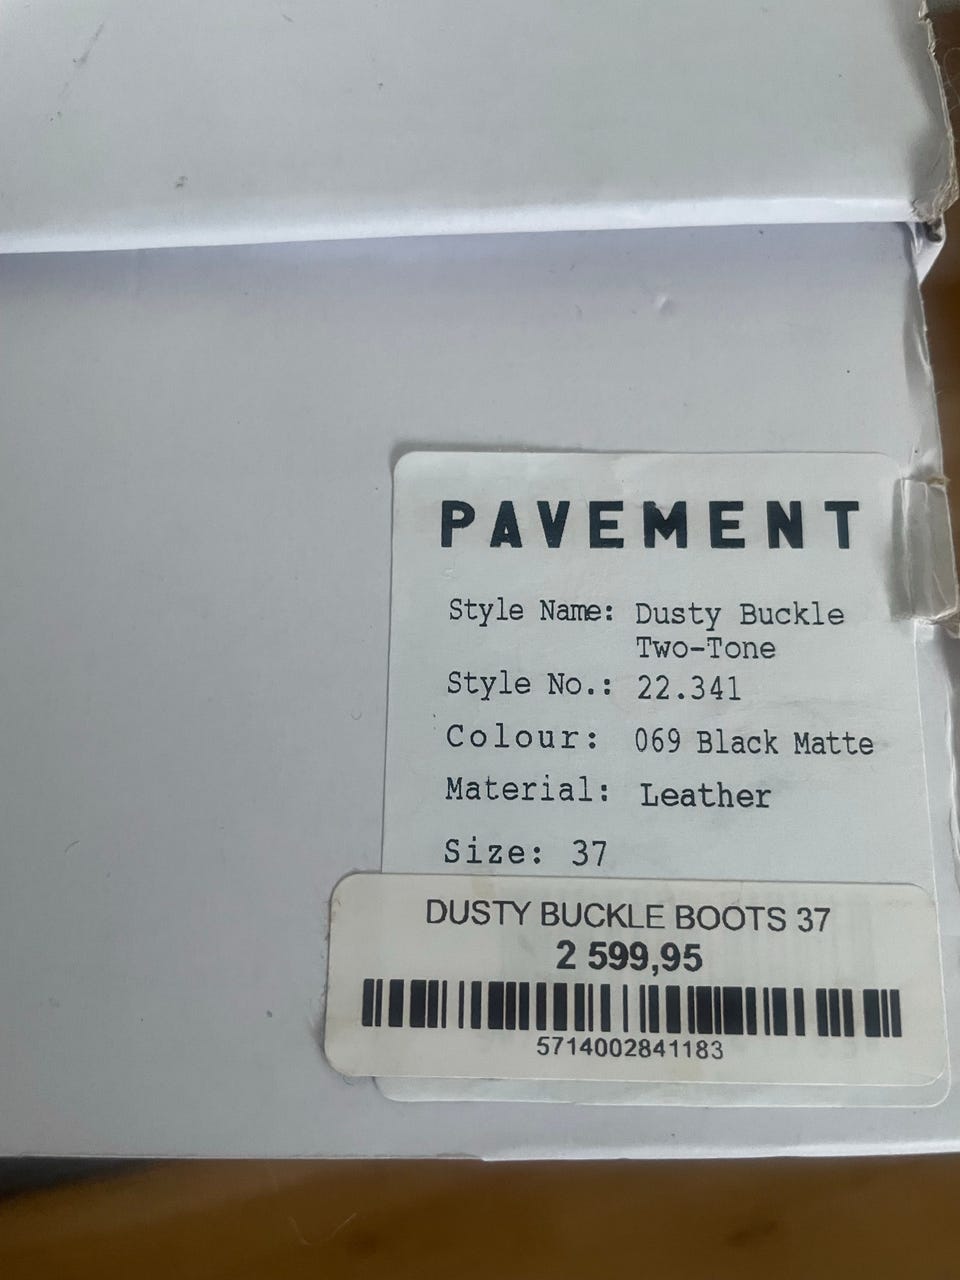 PAVEMENT
Style Name: Dusty Buckle
Two-Tone
Style No.: 22.341
Colour: 069 Black Matte
Material: Leather
Size: 37
DUSTY BUCKLE BOOTS 37
2 599,95
5714002841183